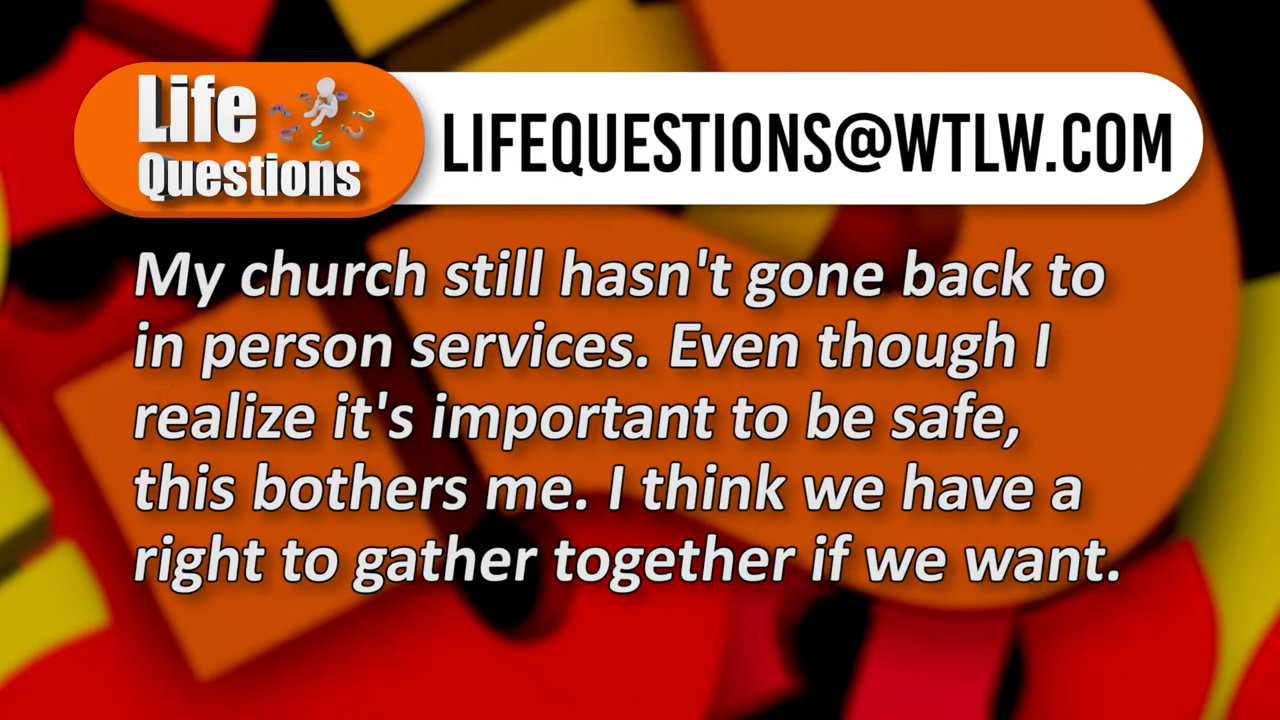 Life
Questions
LIFEQUESTIONS@WTLW.COM
My church still hasn't gone back to
in person services. Even though I
realize it's important to be safe,
this bothers me. I think we have a
right to gather together if we want.